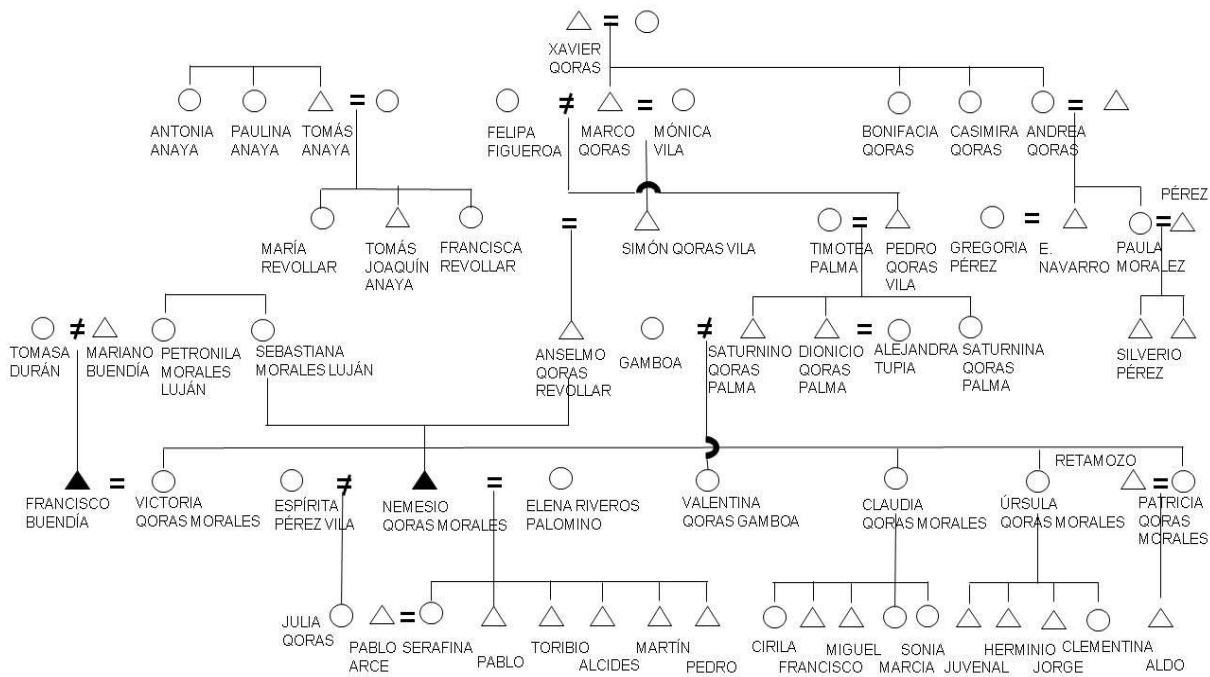 XAVIER
QORAS
ANTONIA
ANAYA
PAULINA
ANAYA
TOMÁS
ANAYA
FELIPA
FIGUEROA
MARCO
QORAS
MÓNICA
VILA
BONIFACIA
QORAS
CASIMIRA
QORAS
ANDREA
QORAS
MARÍA
REVOLLAR
TOMÁS
JOAQUÍN
ANAYA
FRANCISCA
REVOLLAR
SIMÓN QORAS VILA
TIMOTEA
PALMA
PEDRO
QORAS
VILA
GREGORIA
PÉREZ
E.
NAVARRO
PAULA
MORALEZ
PÉREZ
TOMASA
DURÁN
MARIANO
BUENDÍA
PETRONILA
MORALES
LUJÁN
SEBASTIANA
MORALES LUJÁN
ANSELMO
QORAS
REVOLLAR
GAMBOA
SATURNINO
QORAS
PALMA
DIONICIO
QORAS
PALMA
ALEJANDRA
TUPIA
SATURNINA
QORAS
PALMA
SILVERIO
PÉREZ
FRANCISCO
BUENDÍA
VICTORIA
QORAS MORALES
ESPÍRITA
PÉREZ VILA
NEMESIO
QORAS MORALES
ELENA RIVEROS
PALOMINO
VALENTINA
QORAS GAMBOA
CLAUDIA
QORAS MORALES
ÚRSULA
QORAS MORALES
RETAMOZO
PATRICIA
QORAS
MORALES
JULIA
QORAS
PABLO
ARCE
SERAFINA
PABLO
TORIBIO
ALCIDES
MARTÍN
PEDRO
CIRILA
FRANCISCO
MIGUEL
MARCIA
SONIA
JUVENAL
HERMINIO
JORGE
CLEMENTINA
ALDO